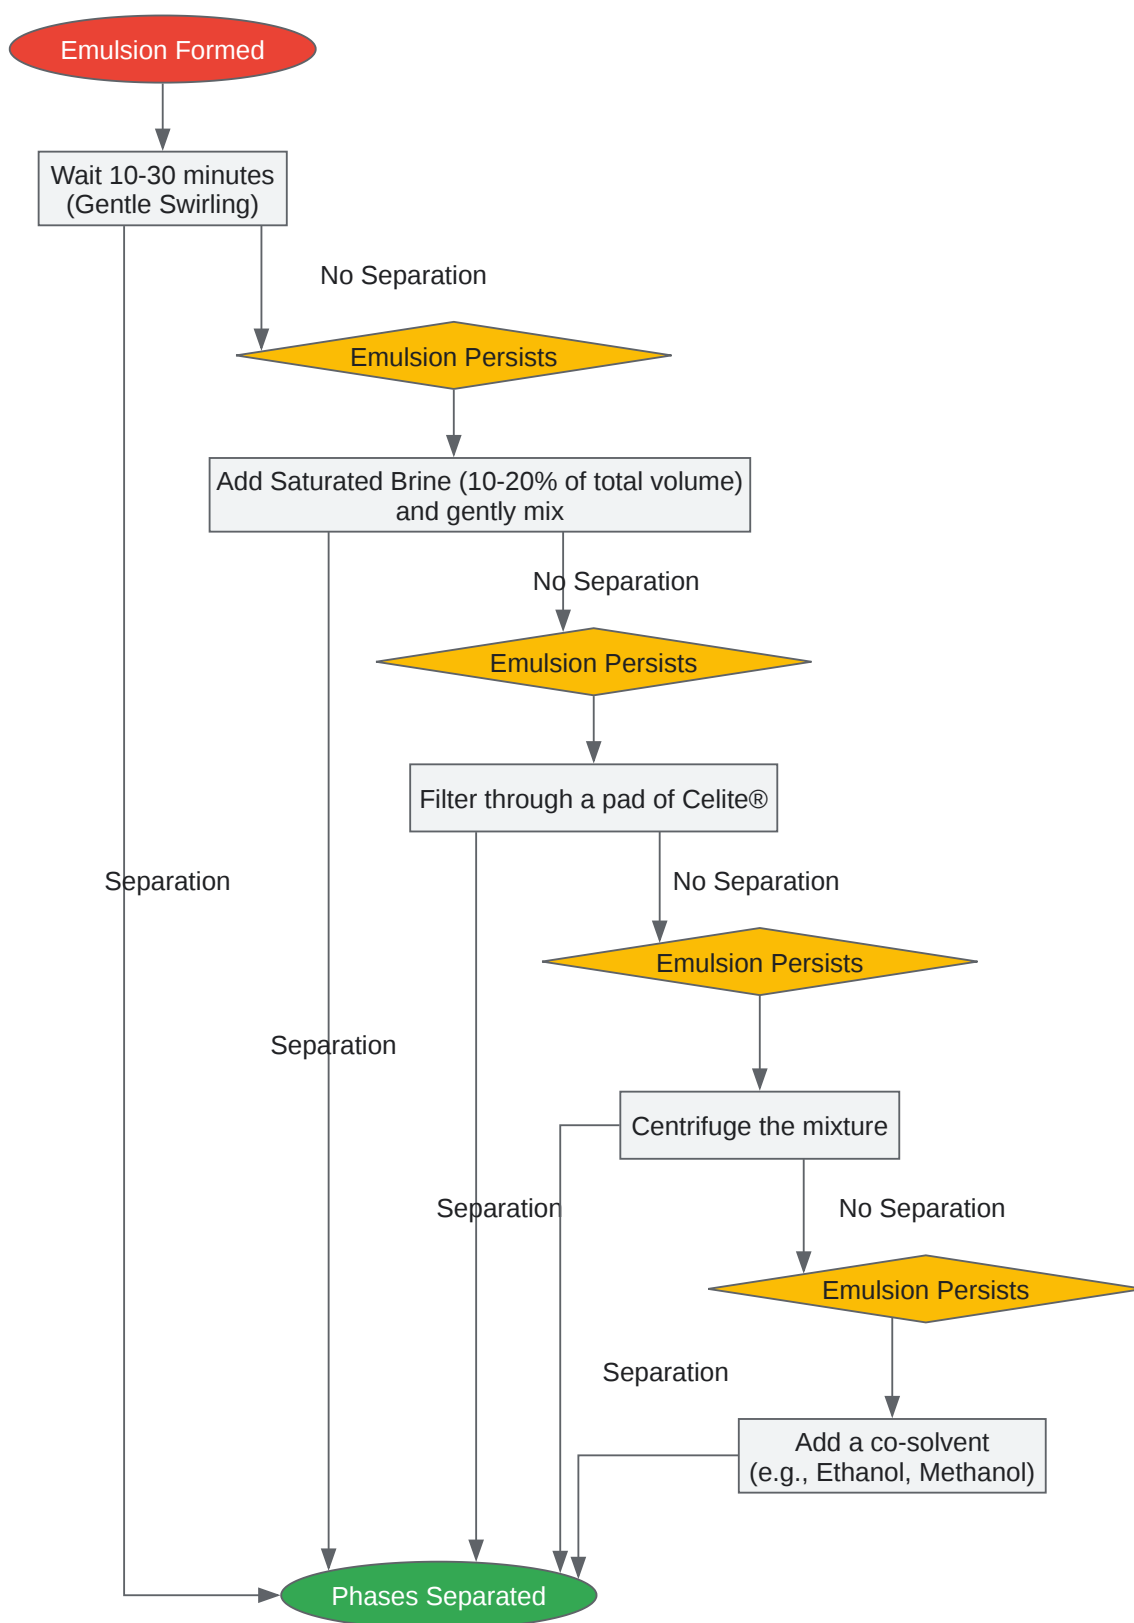 Emulsion Formed
Wait 10-30 minutes
(Gentle Swirling)
No Separation
Emulsion Persists
Add Saturated Brine (10-20% of total volume)
and gently mix
No Separation
Emulsion Persists
Filter through a pad of Celite®
Separation
No Separation
Emulsion Persists
Separation
Centrifuge the mixture
Separation
No Separation
Emulsion Persists
Separation
Add a co-solvent
(e.g., Ethanol, Methanol)
Phases Separated